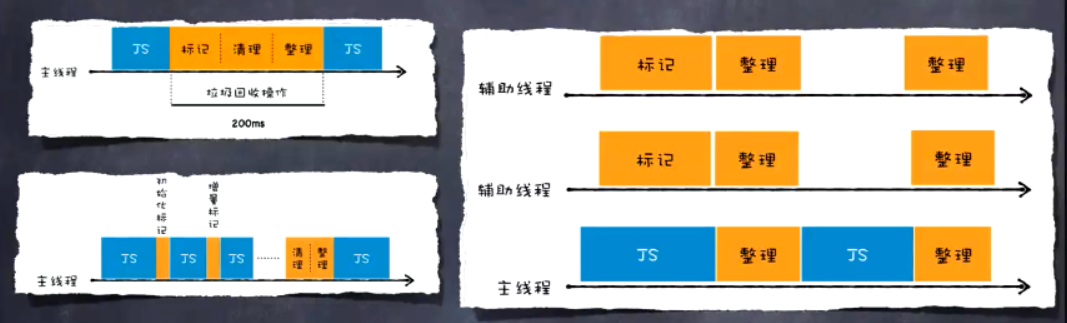 JS 标记 清理 整理 JS
主线程
垃圾回收操作
200ms
初始化标记 增量标记
JS JS JS …… 清理 整理 JS
主线程
标记 整理 整理
辅助线程
标记 整理 整理
辅助线程
JS 整理 JS 整理
主线程